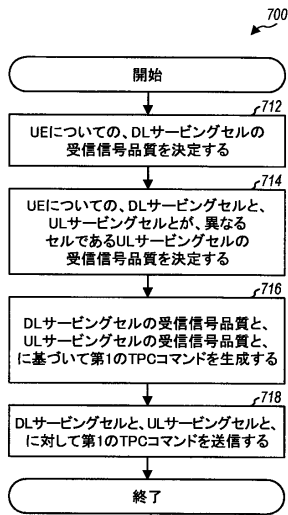 700
開始
712
UEについての、DLサービングセルの
受信信号品質を決定する
714
UEについての、DLサービングセルと、
ULサービングセルとが、異なる
セルであるULサービングセルの
受信信号品質を決定する
716
DLサービングセルの受信信号品質と、
ULサービングセルの受信信号品質と、
に基づいて第1のTPCコマンドを生成する
718
DLサービングセルと、ULサービングセルと、
に対して第1のTPCコマンドを送信する
終了